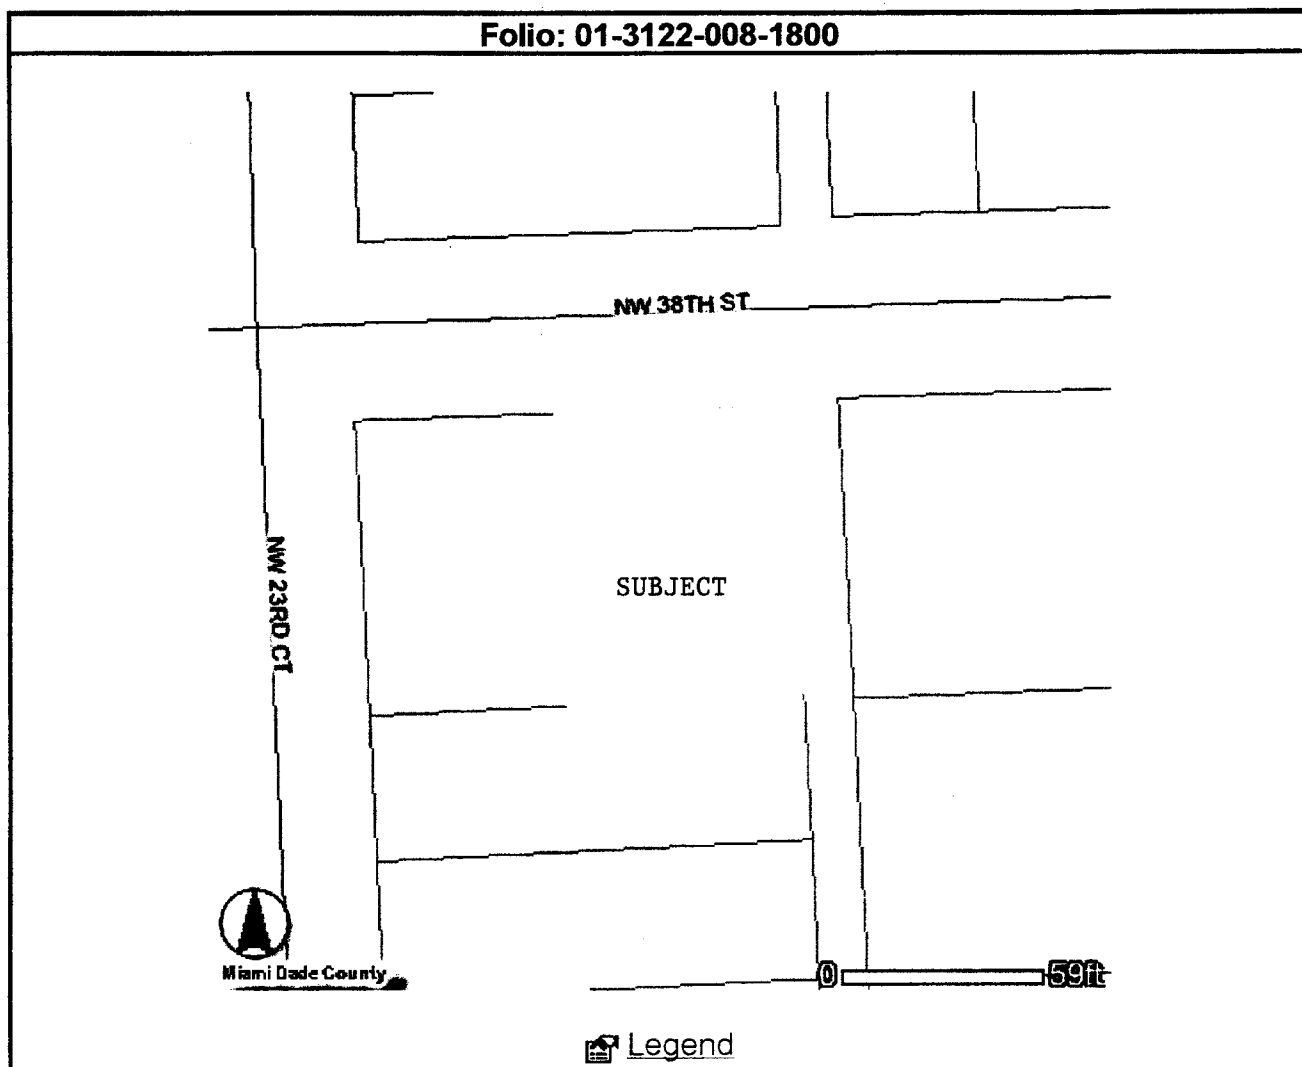 Folio: 01-3122-008-1800
NW 38TH ST
NW 23RD CT
SUBJECT
Miami Dade County
0 59ft
Legend